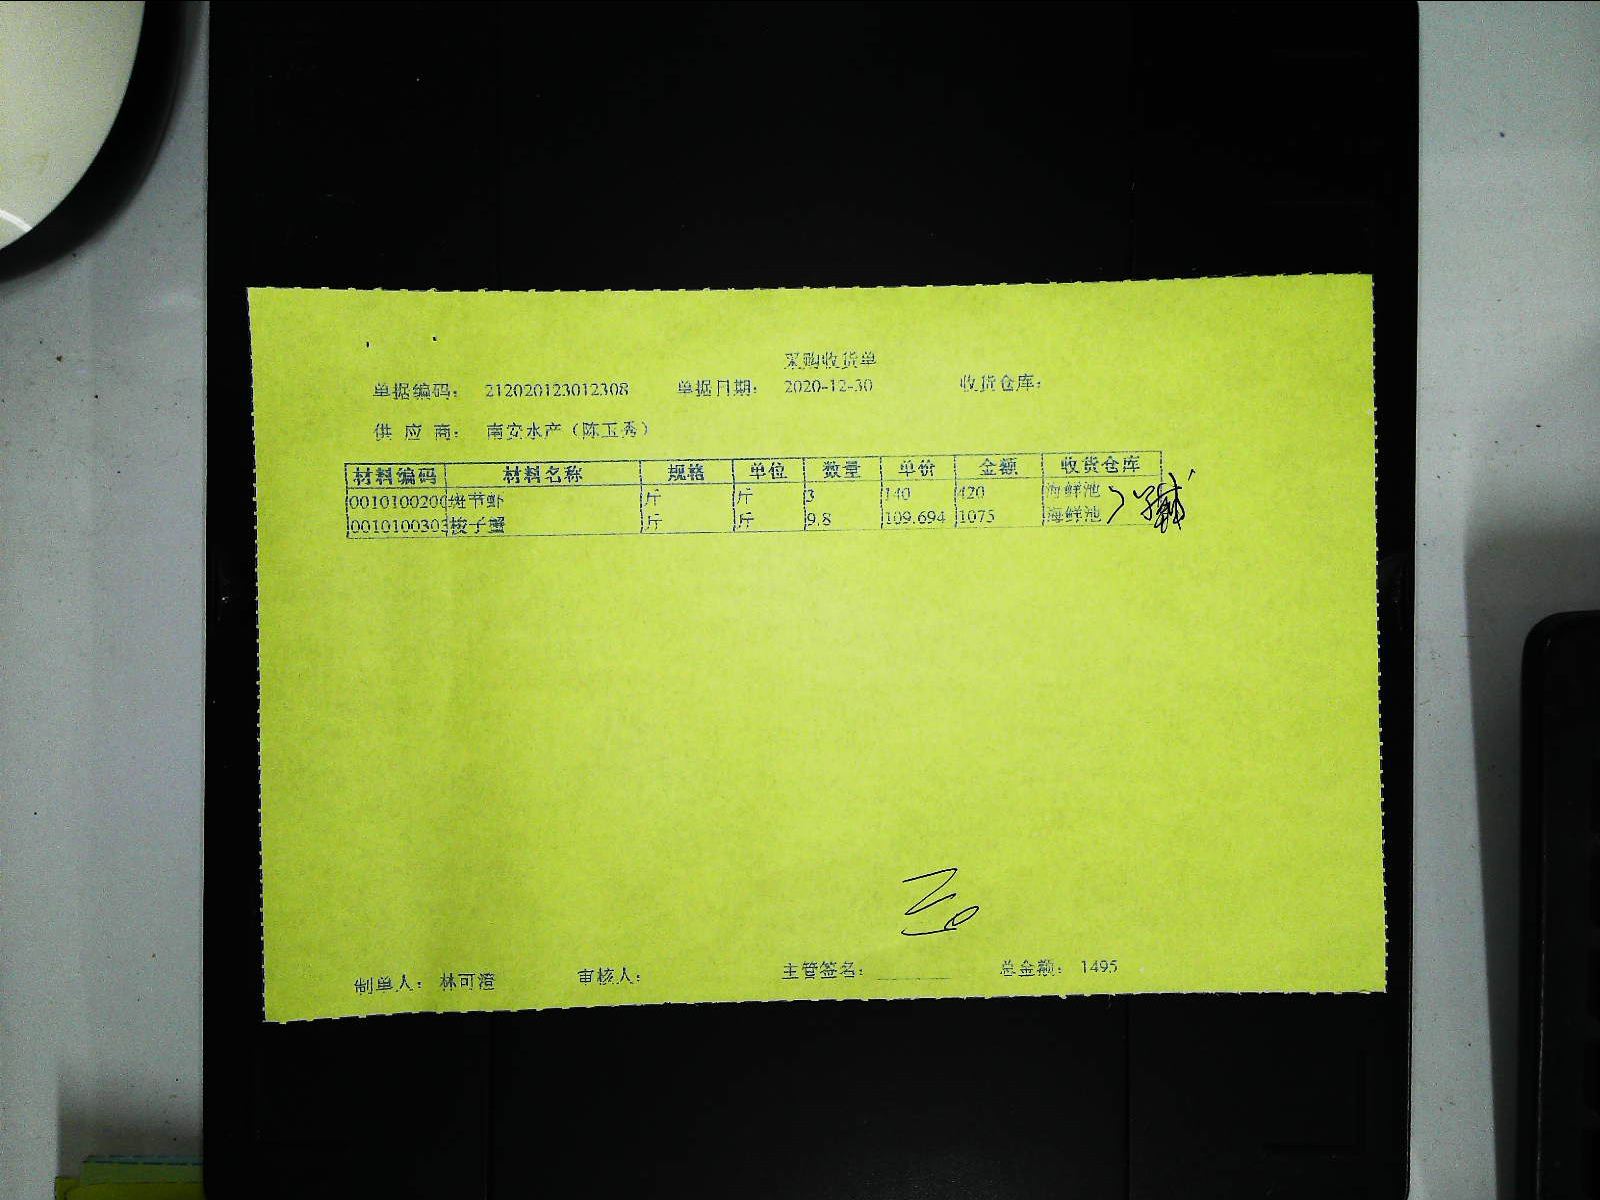 采购收货单
单据编码： 212020123012308 单据日期： 2020-12-30 收货仓库：
供 应 商： 南安水产（陈玉秀）
材料编码 材料名称 规格 单位 数量 单价 金额 收货仓库
0010100200 斑节虾 斤 斤 3 140 420 海鲜池
0010100303 梭子蟹 斤 斤 9.8 109.694 1075 海鲜池
制单人： 林可澄 审核人： 主管签名： 总金额： 1495